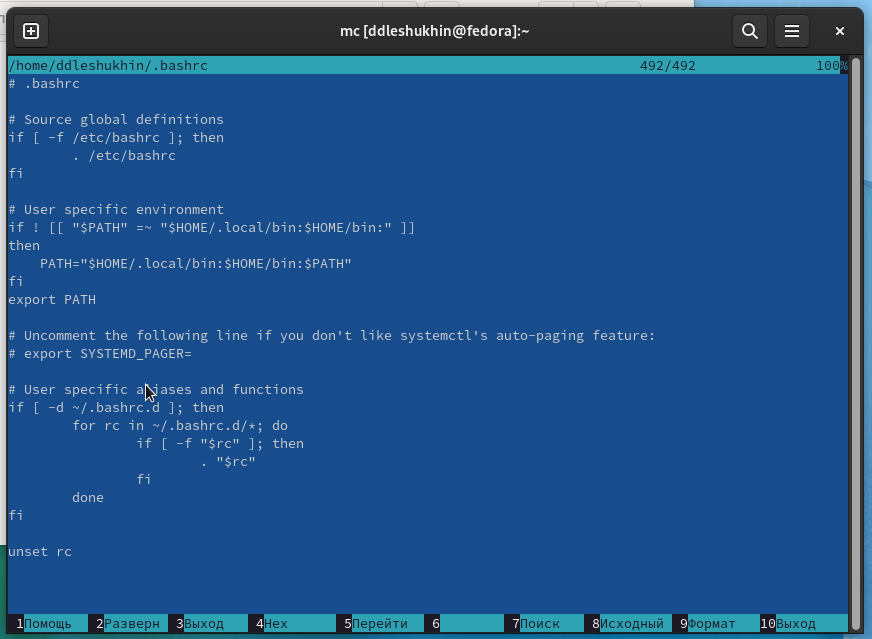 mc [ddleshukhin@fedora]:~
/home/ddleshukhin/.bashrc 492/492 100%
# .bashrc

# Source global definitions
if [ -f /etc/bashrc ]; then
        . /etc/bashrc
fi

# User specific environment
if ! [[ "$PATH" =~ "$HOME/.local/bin:$HOME/bin:" ]]
then
    PATH="$HOME/.local/bin:$HOME/bin:$PATH"
fi
export PATH

# Uncomment the following line if you don't like systemctl's auto-paging feature:
# export SYSTEMD_PAGER=

# User specific aliases and functions
if [ -d ~/.bashrc.d ]; then
        for rc in ~/.bashrc.d/*; do
                if [ -f "$rc" ]; then
                        . "$rc"
                fi
        done
fi

unset rc
1Помощь 2Разверн 3Выход 4Hex 5Перейти 6 7Поиск 8Исходный 9Формат 10Выход